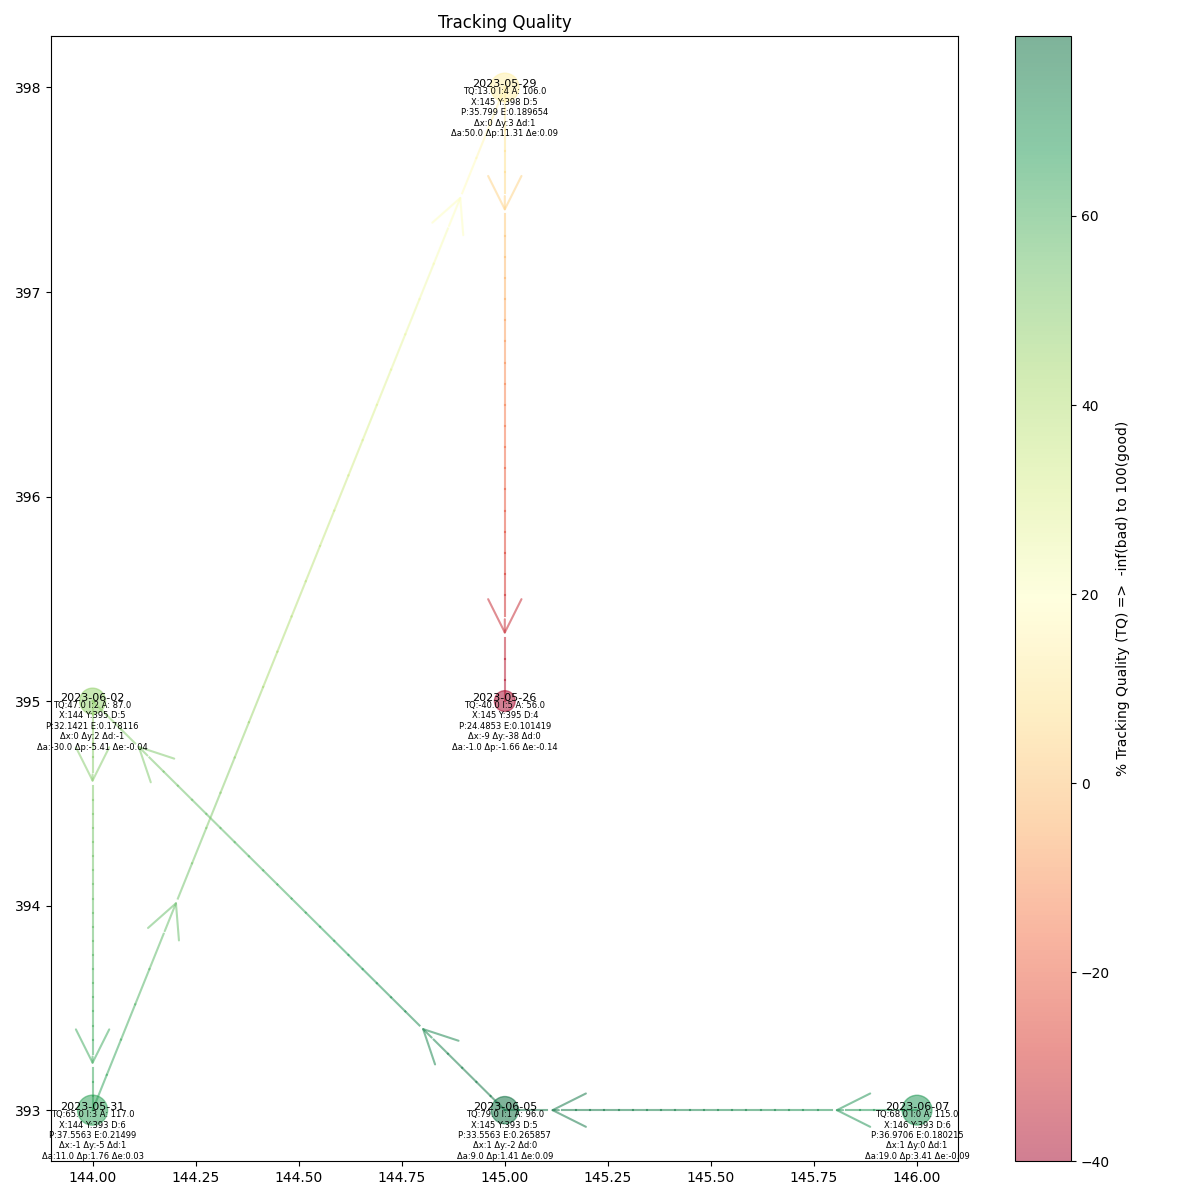 Tracking Quality
398
397
396
395
394
393
2023-05-29
TQ:13.0 I:4 A: 106.0
X:145 Y:398 D:5
P:35.799 E:0.189654
Δx:0 Δy:3 Δd:1
Δa:50.0 Δp:11.31 Δe:0.09
2023-06-02
TQ:47.0 I:2 A: 87.0
X:144 Y:395 D:5
P:32.1421 E:0.178116
Δx:0 Δy:2 Δd:-1
Δa:-30.0 Δp:-5.41 Δe:-0.04
2023-05-26
TQ:-40.0 I:5 A: 56.0
X:145 Y:395 D:4
P:24.4853 E:0.101419
Δx:-9 Δy:-38 Δd:0
Δa:-1.0 Δp:-1.66 Δe:-0.14
2023-05-31
TQ:65.0 I:3 A: 117.0
X:144 Y:393 D:6
P:37.5563 E:0.21499
Δx:-1 Δy:-5 Δd:1
Δa:11.0 Δp:1.76 Δe:0.03
2023-06-05
TQ:79.0 I:1 A: 96.0
X:145 Y:393 D:5
P:33.5563 E:0.265857
Δx:1 Δy:-2 Δd:0
Δa:9.0 Δp:1.41 Δe:0.09
2023-06-07
TQ:68.0 I:0 A: 115.0
X:146 Y:393 D:6
P:36.9706 E:0.180215
Δx:1 Δy:0 Δd:1
Δa:19.0 Δp:3.41 Δe:-0.09
144.00 144.25 144.50 144.75 145.00 145.25 145.50 145.75 146.00
60
40
20
0
−20
−40
% Tracking Quality (TQ) => -inf(bad) to 100(good)